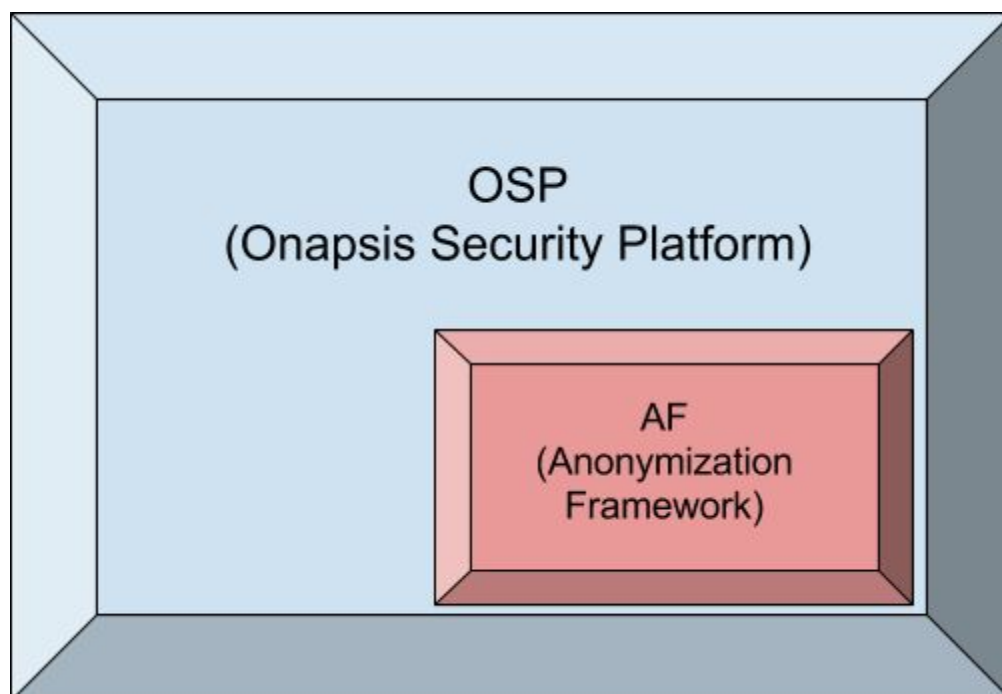 OSP
(Onapsis Security Platform)
AF
(Anonymization
Framework)